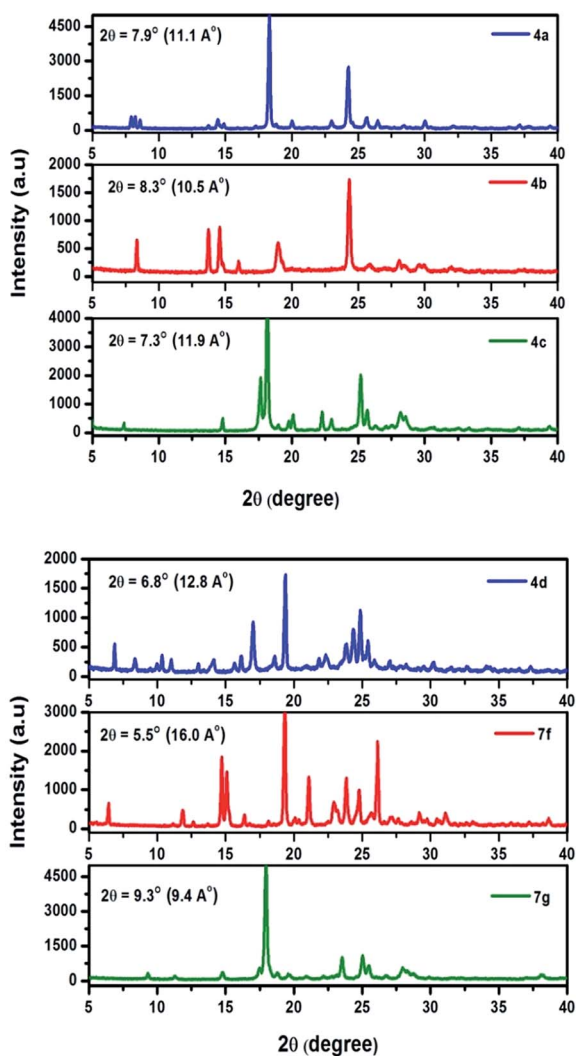 4500
3000
1500
0
2θ = 7.9° (11.1 A°)
4a
5 10 15 20 25 30 35 40
2000
1500
1000
500
0
2θ = 8.3° (10.5 A°)
4b
5 10 15 20 25 30 35 40
Intensity (a.u)
4000
3000
2000
1000
0
2θ = 7.3° (11.9 A°)
4c
5 10 15 20 25 30 35 40
2θ (degree)
2000
1500
1000
500
0
2θ = 6.8° (12.8 A°)
4d
5 10 15 20 25 30 35 40
3000
2000
1000
0
2θ = 5.5° (16.0 A°)
7f
5 10 15 20 25 30 35 40
Intensity (a.u)
4500
3000
1500
0
2θ = 9.3° (9.4 A°)
7g
5 10 15 20 25 30 35 40
2θ (degree)